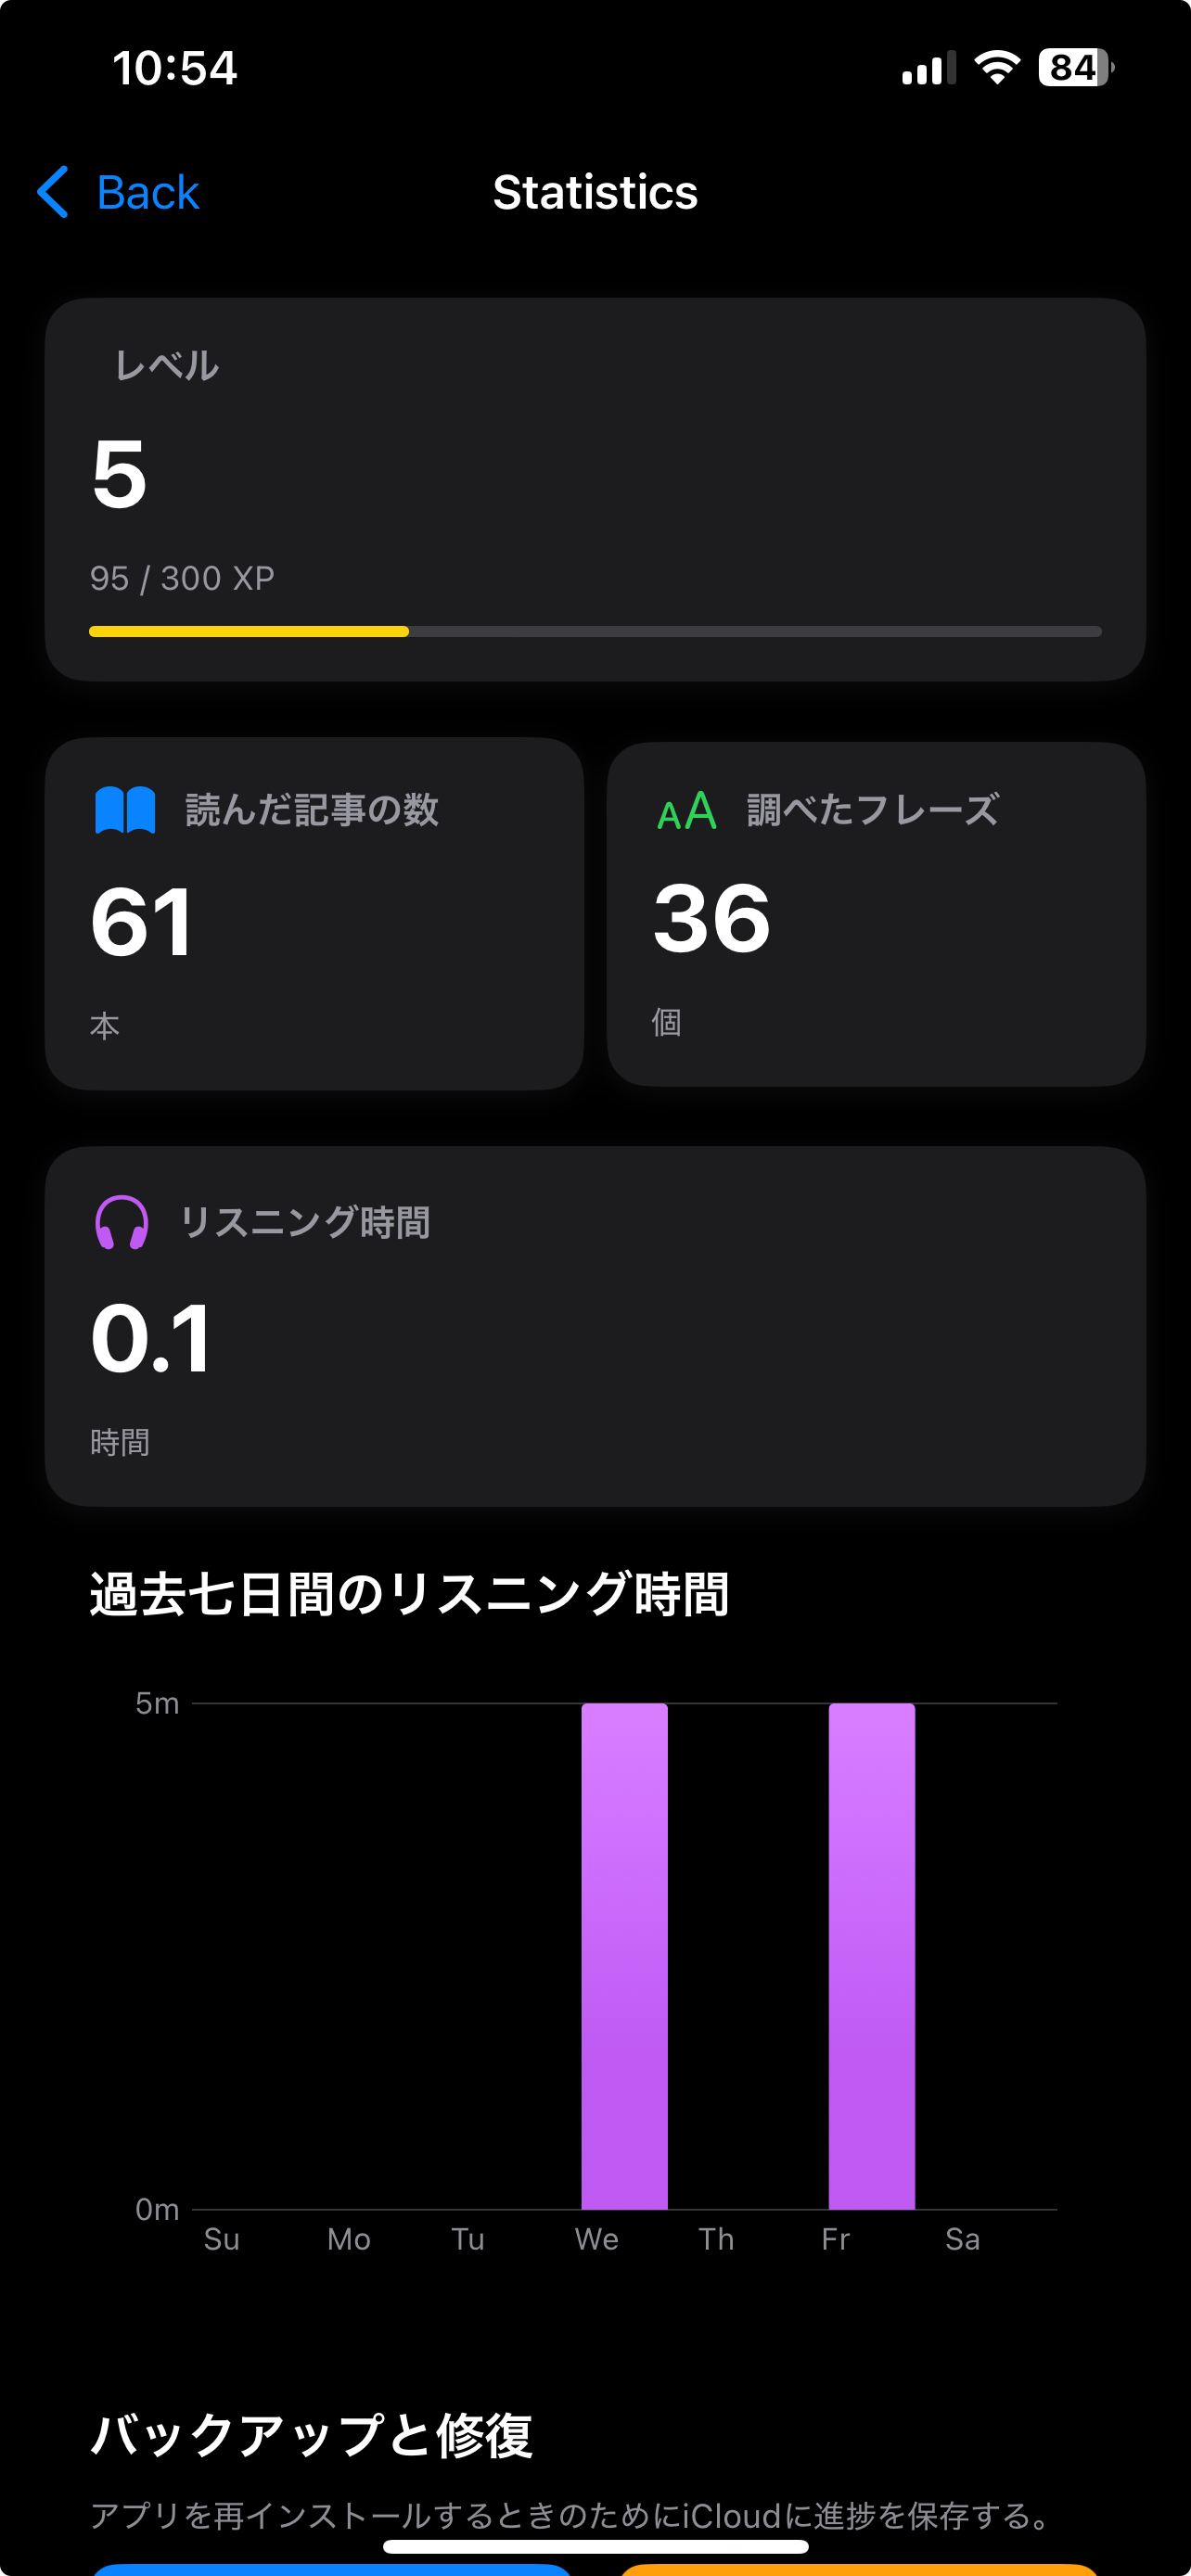 10:54
84
Back
Statistics
レベル
5
95 / 300 XP
読んだ記事の数
61
本
調べたフレーズ
36
個
リスニング時間
0.1
時間
過去七日間のリスニング時間
5m
0m
Su Mo Tu We Th Fr Sa
バックアップと修復
アプリを再インストールするときのためにiCloudに進捗を保存する。